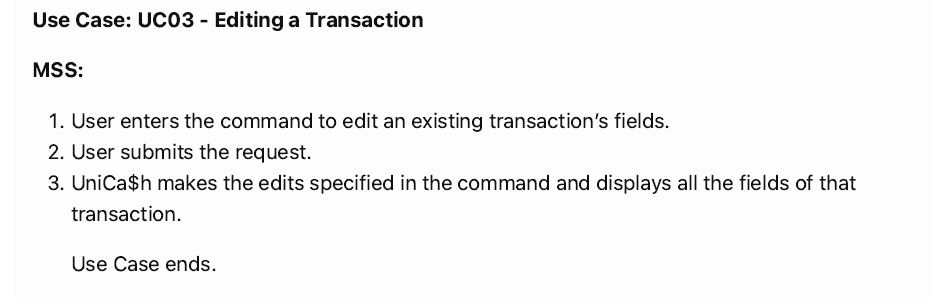 Use Case: UC03 - Editing a Transaction
MSS:
1. User enters the command to edit an existing transaction’s fields.
2. User submits the request.
3. UniCa$h makes the edits specified in the command and displays all the fields of that
transaction.
Use Case ends.